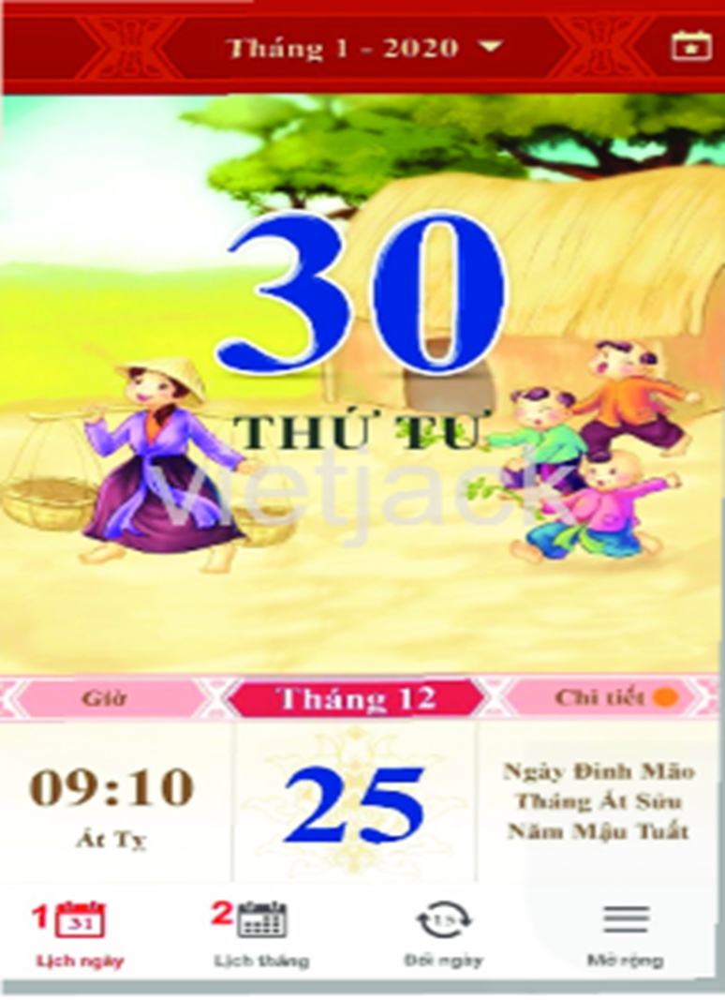 Tháng 1 - 2020
30
THỨ TƯ
vietjack
Giờ
Tháng 12
Chi tiết
09:10
Ất Tỵ
25
Ngày Đinh Mão
Tháng Ất Sửu
Năm Mậu Tuất
1
31
Lịch ngày
2
Lịch tháng
15
Đổi ngày
Mở rộng